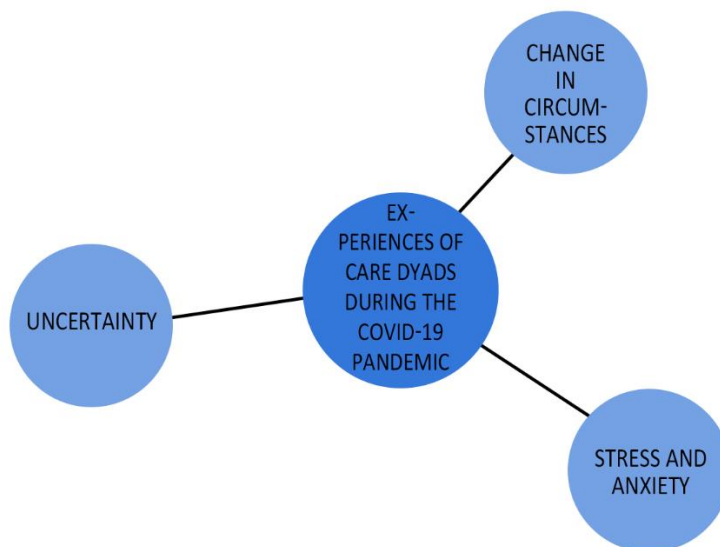 CHANGE
IN
CIRCUM-
STANCES
EX-
PERIENCES OF
CARE DYADS
DURING THE
COVID-19
PANDEMIC
UNCERTAINTY
STRESS AND
ANXIETY